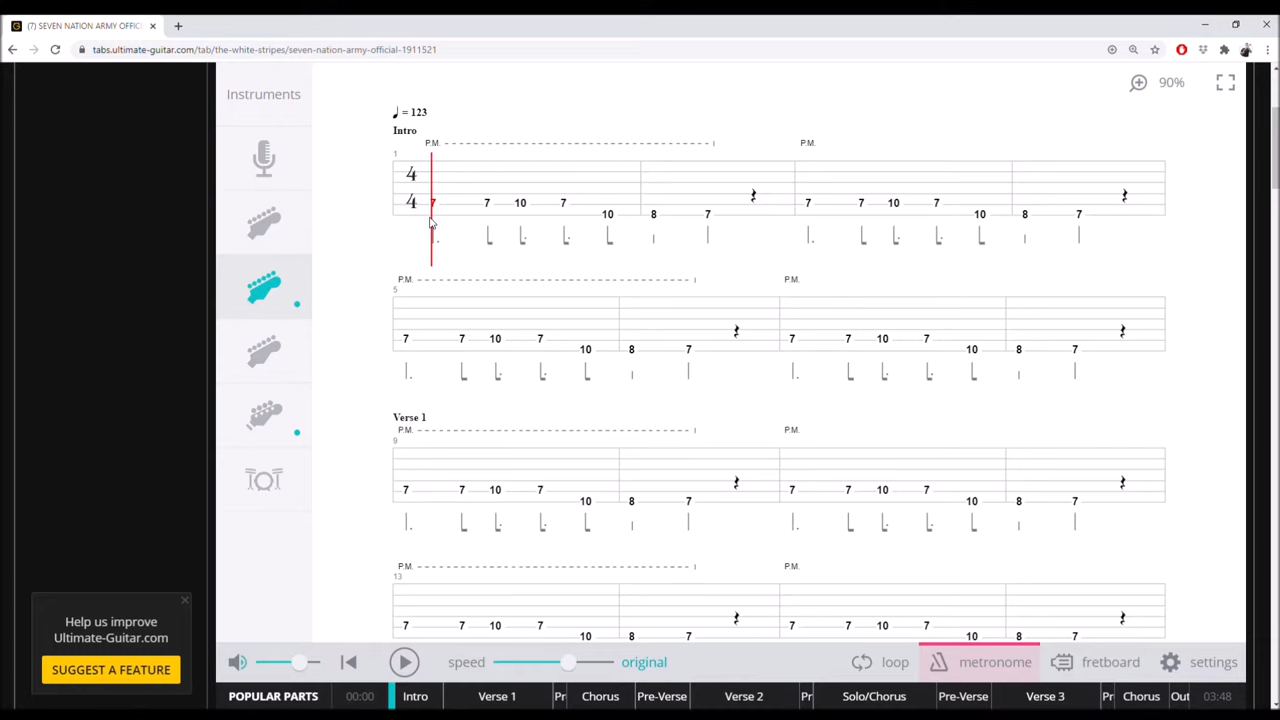 (7) SEVEN NATION ARMY OFFIC
tabs.ultimate-guitar.com/tab/the-white-stripes/seven-nation-army-official-1911521
Instruments
90%
= 123
Intro
P.M. P.M.
1
4
4
7 7 10 7 10 8 7 7 7 10 7 10 8 7
P.M. P.M.
5
7 7 10 7 10 8 7 7 7 10 7 10 8 7
Verse 1
P.M. P.M.
9
7 7 10 7 10 8 7 7 7 10 7 10 8 7
P.M. P.M.
13
7 7 10 7 10 8 7 7 7 10 7 10 8 7
Help us improve
Ultimate-Guitar.com
SUGGEST A FEATURE
speed original loop metronome fretboard settings
POPULAR PARTS 00:00 Intro Verse 1 Pr Chorus Pre-Verse Verse 2 Pr Solo/Chorus Pre-Verse Verse 3 Pr Chorus Out 03:48